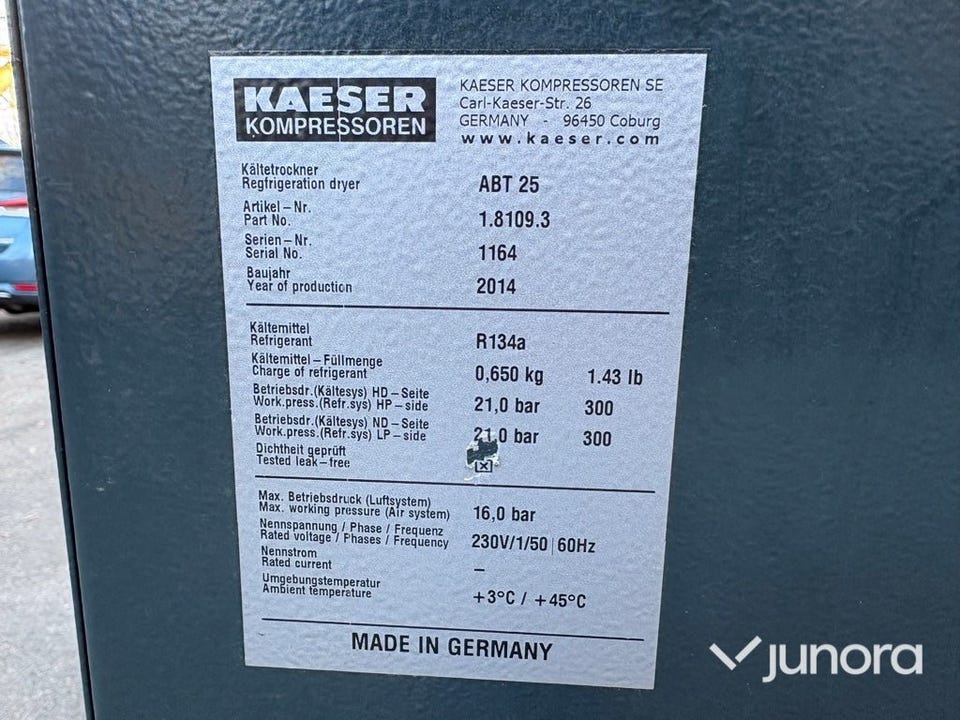 KAESER
KOMPRESSOREN
KAESER KOMPRESSOREN SE
Carl-Kaeser-Str. 26
GERMANY - 96450 Coburg
www.kaeser.com
Kältetrockner
Regfrigeration dryer ABT 25
Artikel – Nr.
Part No. 1.8109.3
Serien – Nr.
Serial No. 1164
Baujahr
Year of production 2014
Kältemittel
Refrigerant R134a
Kältemittel – Füllmenge
Charge of refrigerant 0,650 kg 1.43 lb
Betriebsdr.(Kältesys) HD – Seite
Work.press.(Refr.sys) HP – side 21,0 bar 300
Betriebsdr.(Kältesys) ND – Seite
Work.press.(Refr.sys) LP – side 21,0 bar 300
Dichtheit geprüft
Tested leak – free ☒
Max. Betriebsdruck (Luftsystem)
Max. working pressure (Air system) 16,0 bar
Nennspannung / Phase / Frequenz
Rated voltage / Phases / Frequency 230V/1/50|60Hz
Nennstrom
Rated current –
Umgebungstemperatur
Ambient temperature +3°C / +45°C
MADE IN GERMANY
junora